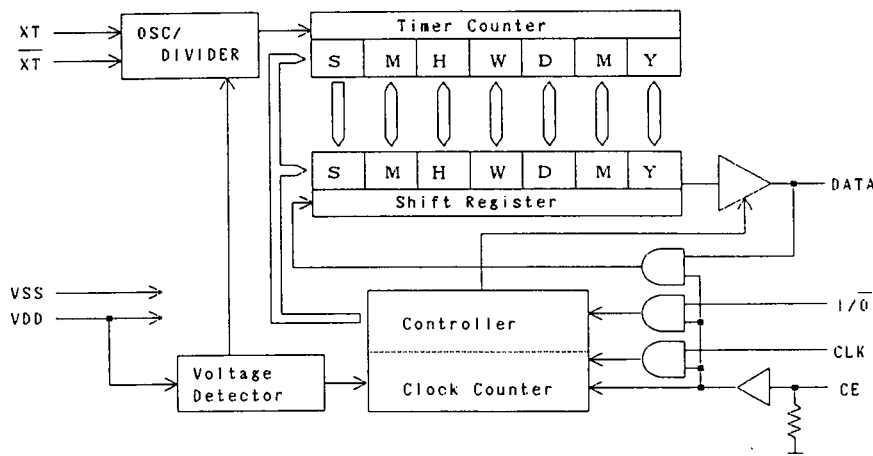 XT
XT
OSC/
DIVIDER
Timer Counter
S M H W D M Y
S M H W D M Y
Shift Register
DATA
VSS
VDD
I/O
Controller
CLK
Voltage
Detector
Clock Counter
CE